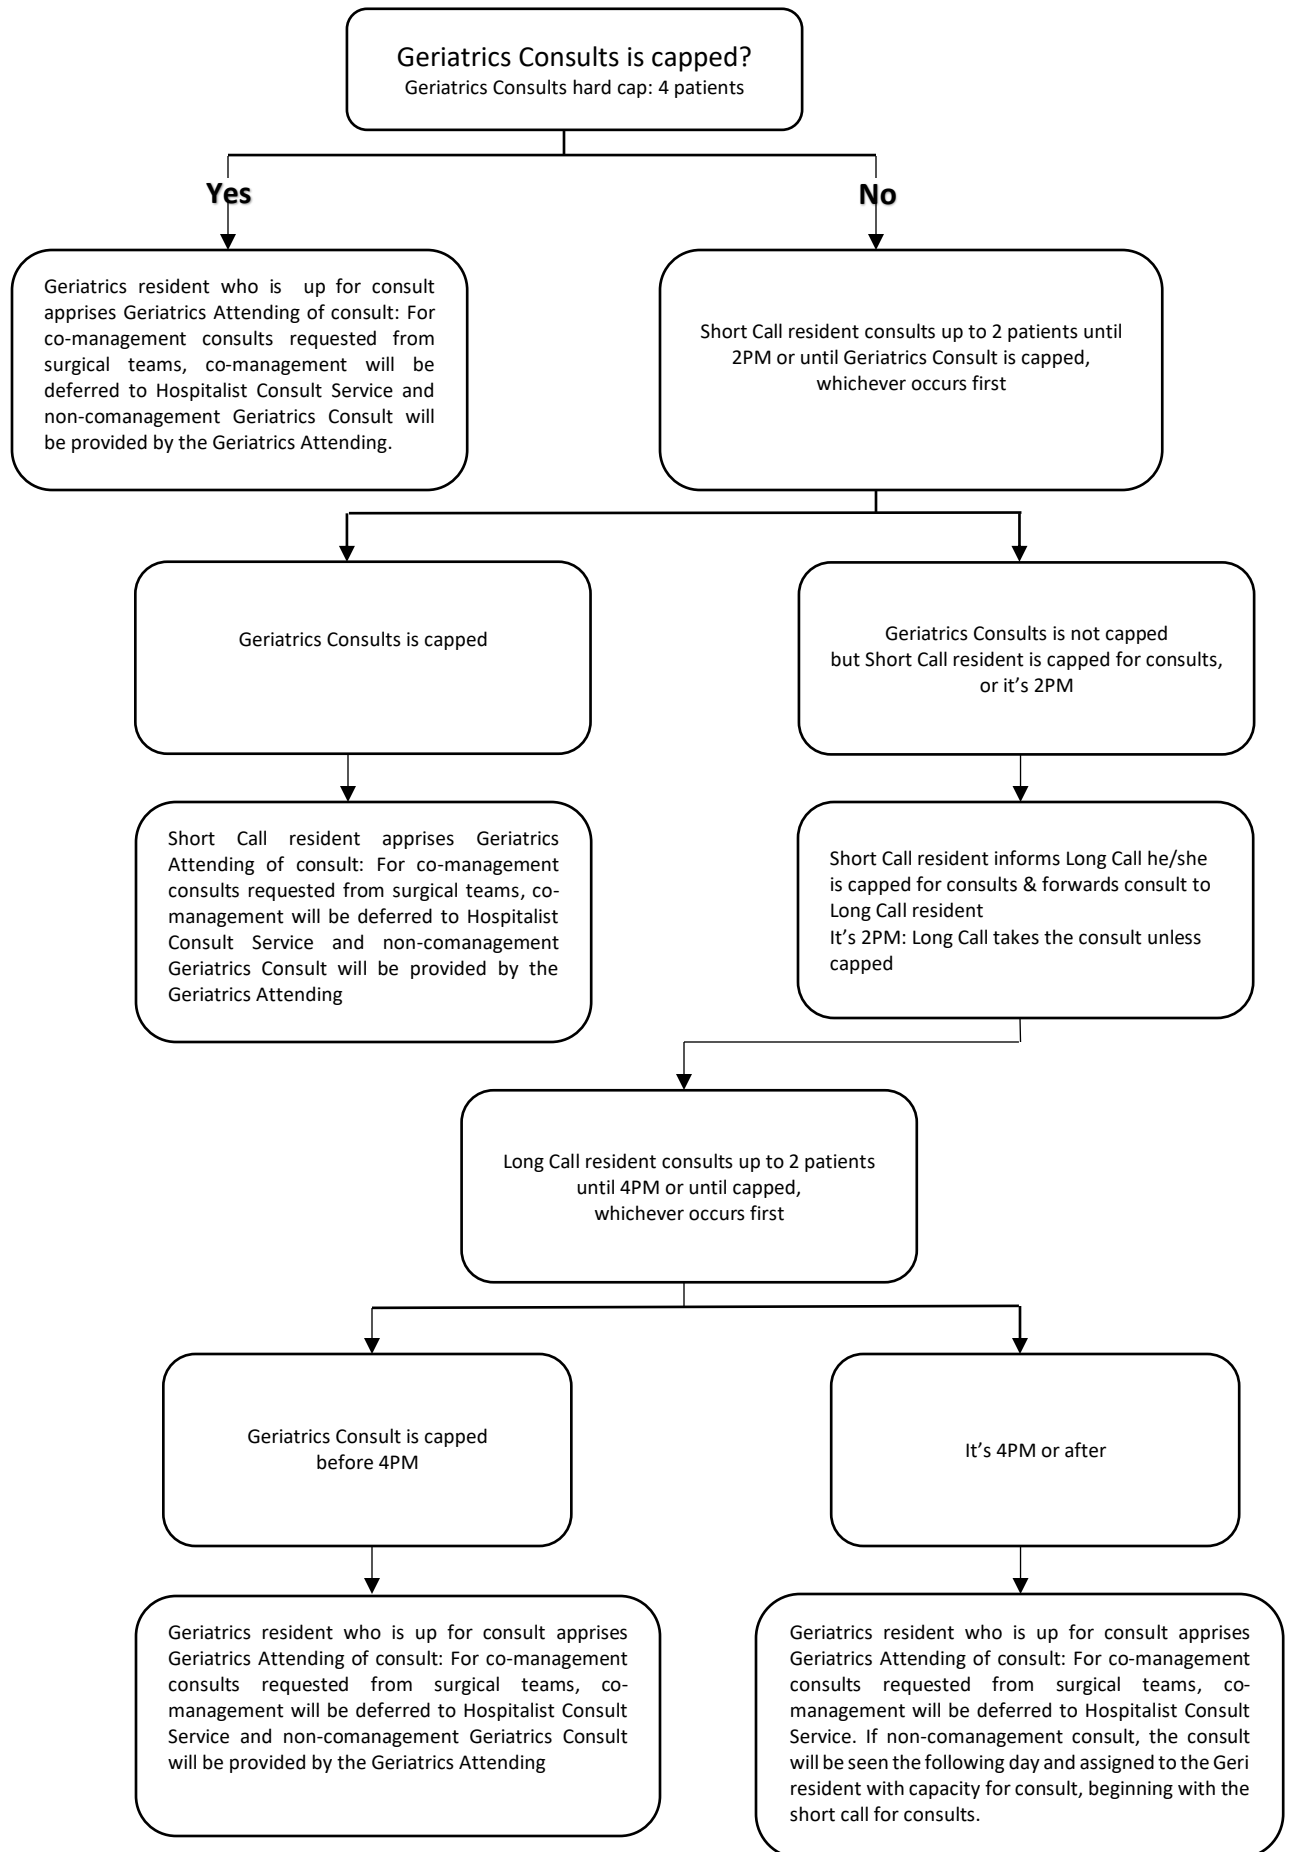 Geriatrics Consults is capped?
Geriatrics Consults hard cap: 4 patients
Yes
No
Geriatrics resident who is up for consult
apprises Geriatrics Attending of consult: For
co-management consults requested from
surgical teams, co-management will be
deferred to Hospitalist Consult Service and
non-comanagement Geriatrics Consult will
be provided by the Geriatrics Attending.
Short Call resident consults up to 2 patients until
2PM or until Geriatrics Consult is capped,
whichever occurs first
Geriatrics Consults is capped
Geriatrics Consults is not capped
but Short Call resident is capped for consults,
or it’s 2PM
Short Call resident apprises Geriatrics
Attending of consult: For co-management
consults requested from surgical teams, co-
management will be deferred to Hospitalist
Consult Service and non-comanagement
Geriatrics Consult will be provided by the
Geriatrics Attending
Short Call resident informs Long Call he/she
is capped for consults & forwards consult to
Long Call resident
It’s 2PM: Long Call takes the consult unless
capped
Long Call resident consults up to 2 patients
until 4PM or until capped,
whichever occurs first
Geriatrics Consult is capped
before 4PM
It’s 4PM or after
Geriatrics resident who is up for consult apprises
Geriatrics Attending of consult: For co-management
consults requested from surgical teams, co-
management will be deferred to Hospitalist Consult
Service and non-comanagement Geriatrics Consult
will be provided by the Geriatrics Attending
Geriatrics resident who is up for consult apprises
Geriatrics Attending of consult: For co-management
consults requested from surgical teams, co-
management will be deferred to Hospitalist Consult
Service. If non-comanagement consult, the consult
will be seen the following day and assigned to the Geri
resident with capacity for consult, beginning with the
short call for consults.